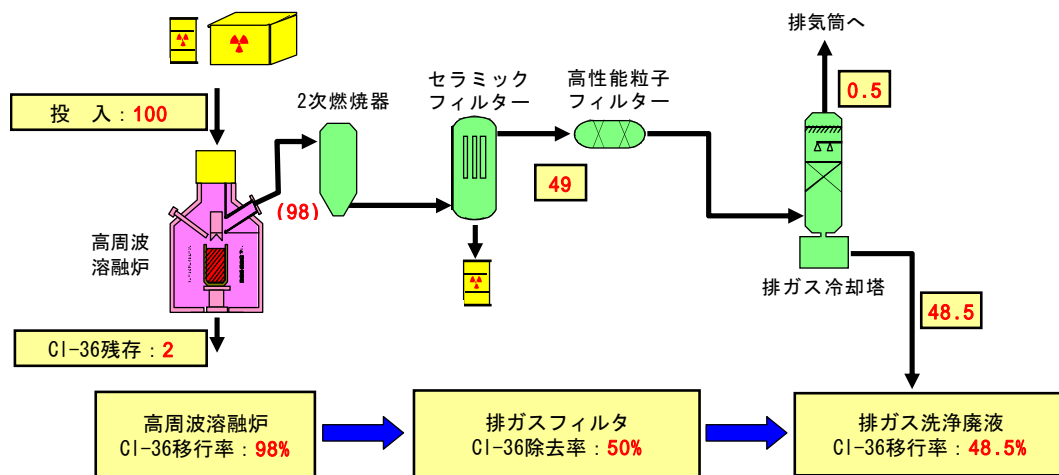 排気筒へ
投 入：100
2次燃焼器
セラミック
フィルター
高性能粒子
フィルター
0.5
(98)
49
高周波
溶融炉
排ガス冷却塔
48.5
Cl-36残存：2
高周波溶融炉
Cl-36移行率：98%
排ガスフィルタ
Cl-36除去率：50%
排ガス洗浄廃液
Cl-36移行率：48.5%